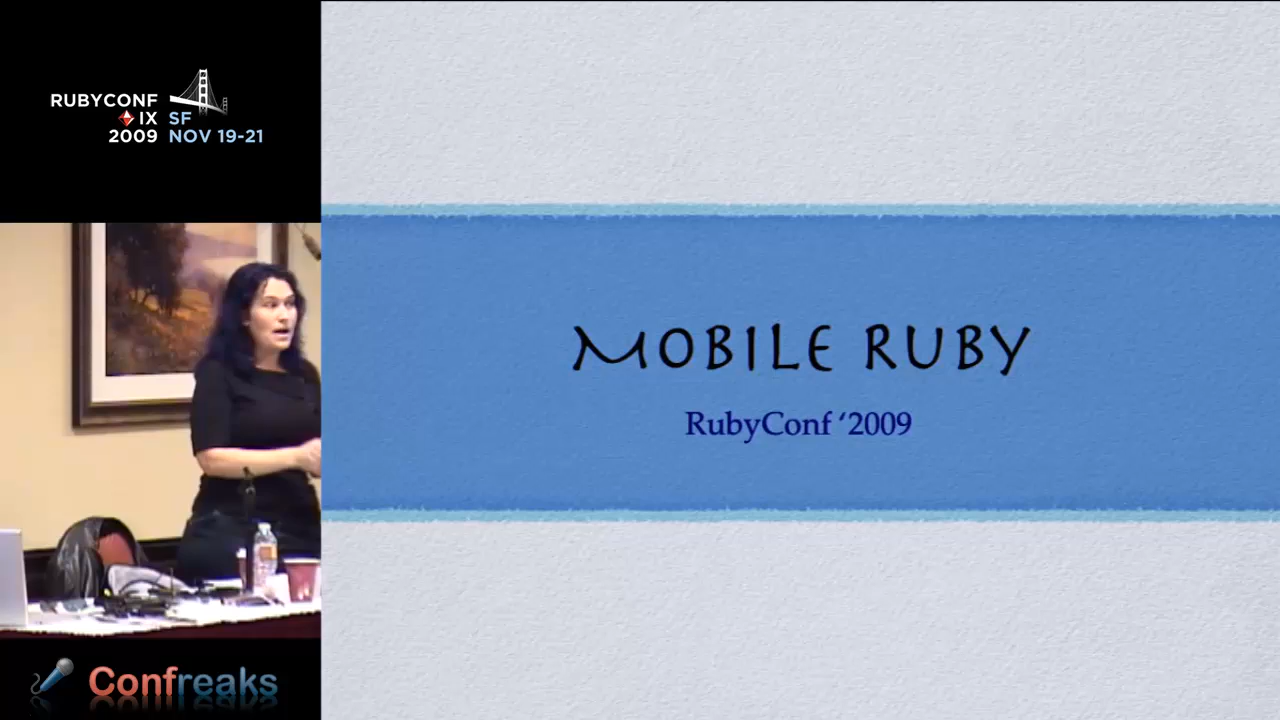 RUBYCONF
IX SF
2009 NOV 19-21
MOBILE RUBY
RubyConf ‘2009
Confreaks